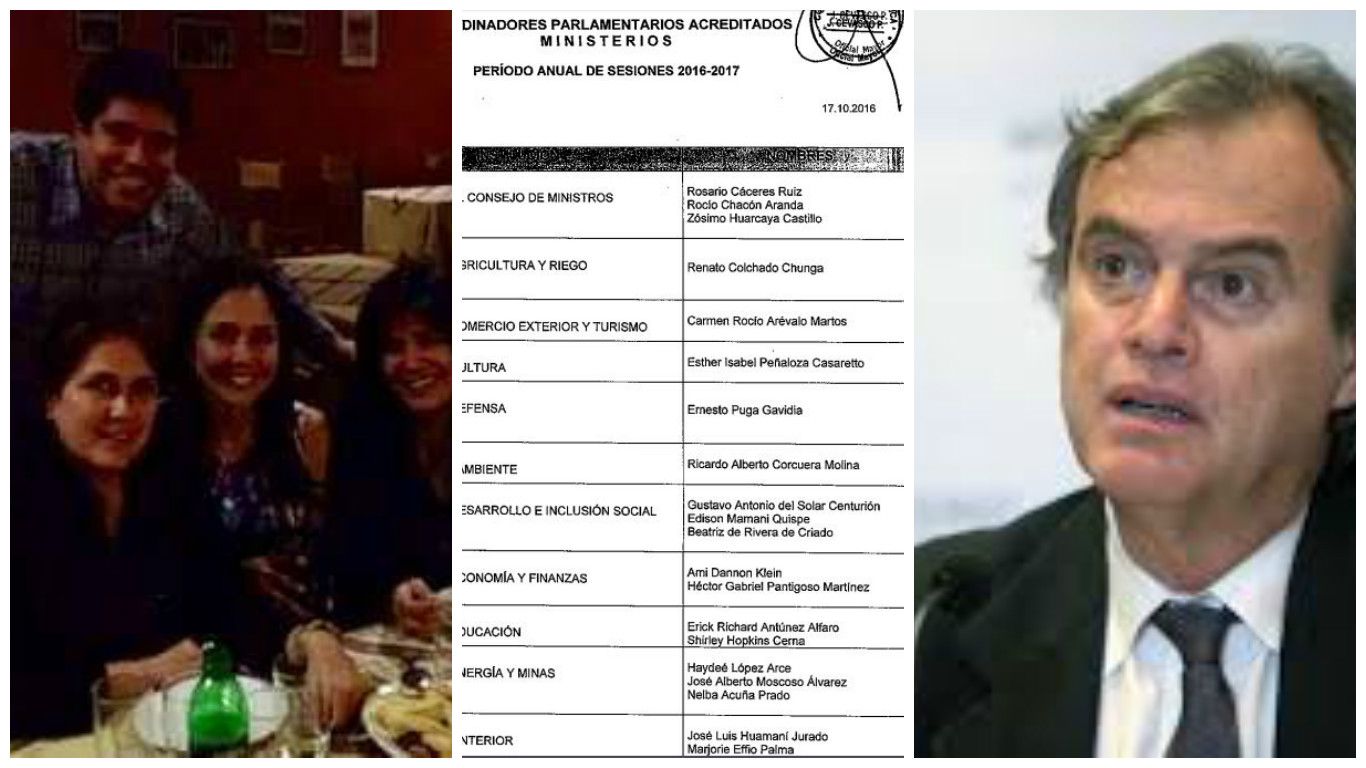 DINADORES PARLAMENTARIOS ACREDITADOS
MINISTERIOS
PERÍODO ANUAL DE SESIONES 2016-2017
J. CEVASCO P.
Oficial Mayor
17.10.2016
NOMBRES
. CONSEJO DE MINISTROS
Rosario Cáceres Ruiz
Rocío Chacón Aranda
Zósimo Huarcaya Castillo
GRICULTURA Y RIEGO
Renato Colchado Chunga
OMERCIO EXTERIOR Y TURISMO
Carmen Rocío Arévalo Martos
ULTURA
Esther Isabel Peñaloza Casaretto
EFENSA
Ernesto Puga Gavidia
AMBIENTE
Ricardo Alberto Corcuera Molina
ESARROLLO E INCLUSIÓN SOCIAL
Gustavo Antonio del Solar Centurión
Edison Mamani Quispe
Beatriz de Rivera de Criado
CONOMÍA Y FINANZAS
Ami Dannon Klein
Héctor Gabriel Pantigoso Martínez
DUCACIÓN
Erick Richard Antúnez Alfaro
Shirley Hopkins Cerna
NERGÍA Y MINAS
Haydeé López Arce
José Alberto Moscoso Álvarez
Nelba Acuña Prado
NTERIOR
José Luis Huamaní Jurado
Marjorie Effio Palma